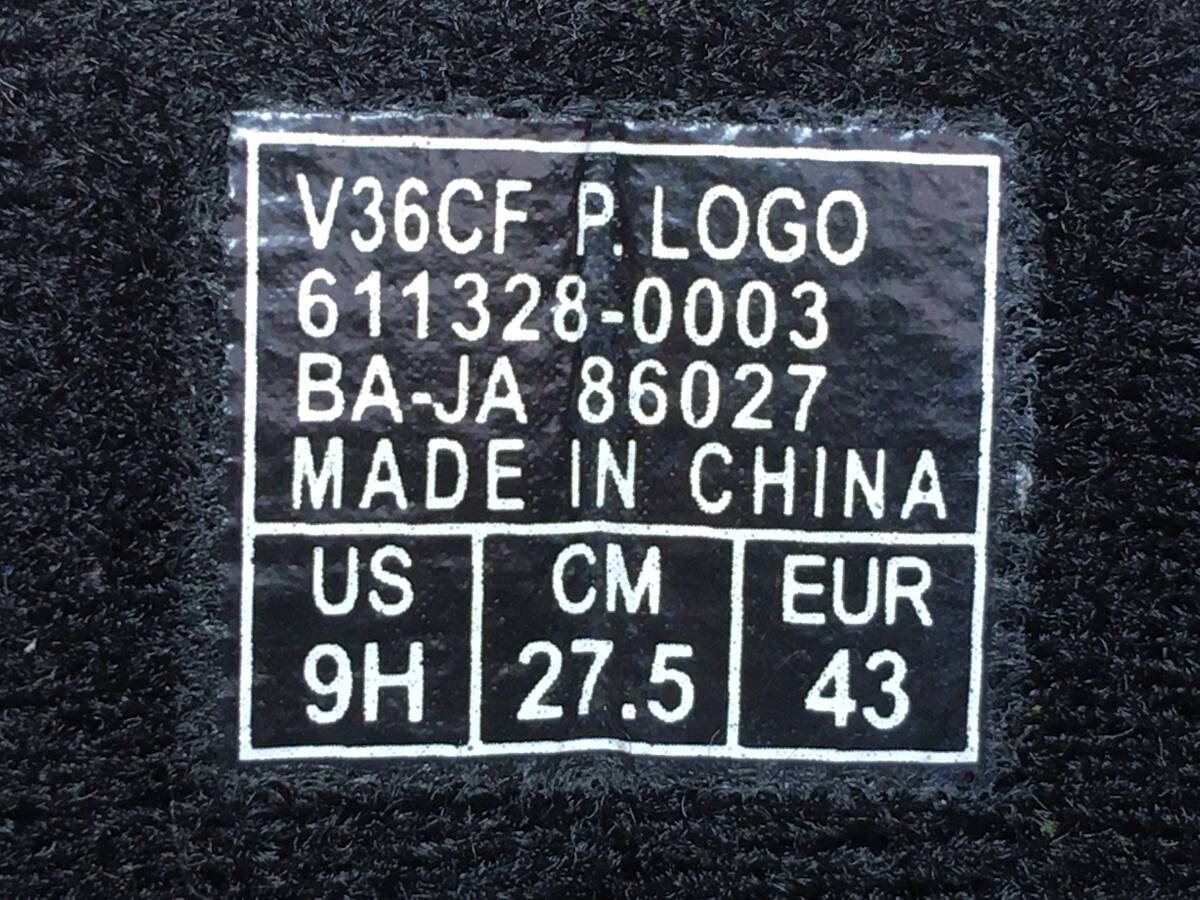 V36CF P.LOGO
611328-0003
BA-JA 86027
MADE IN CHINA
US CM EUR
9H 27.5 43